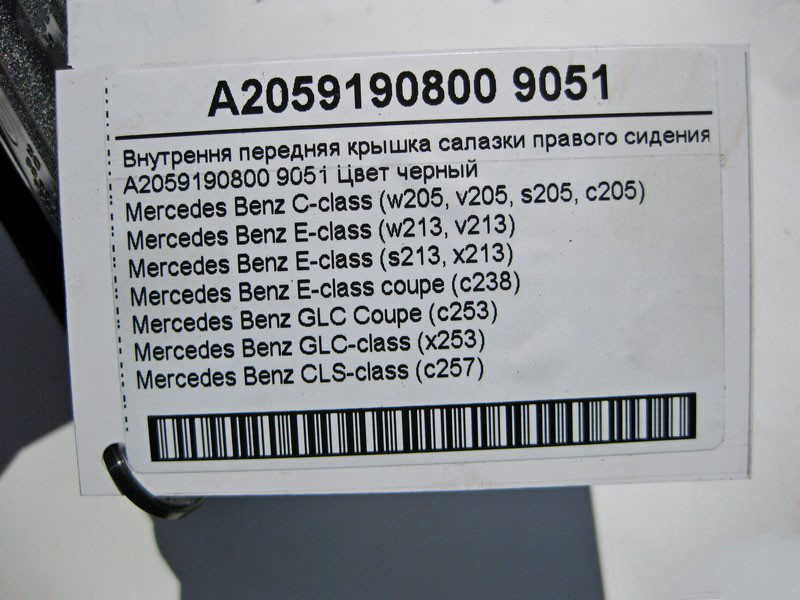 A2059190800 9051
Внутрення передняя крышка салазки правого сидения
A2059190800 9051 Цвет черный
Mercedes Benz C-class (w205, v205, s205, c205)
Mercedes Benz E-class (w213, v213)
Mercedes Benz E-class (s213, x213)
Mercedes Benz E-class coupe (c238)
Mercedes Benz GLC Coupe (c253)
Mercedes Benz GLC-class (x253)
Mercedes Benz CLS-class (c257)